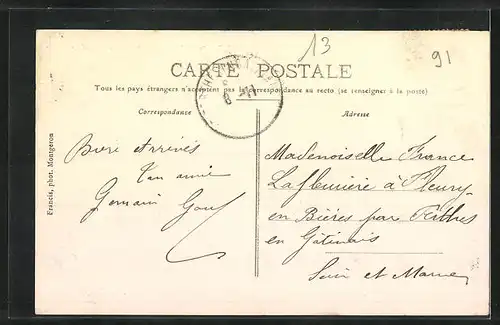 13
91
CARTE POSTALE
Tous les pays étrangers n'acceptent pas la correspondance au recto (se renseigner à la poste)
Correspondance
Adresse
Francis, phot. Montgeron
Bien Arrivés
Ton amie
Germain
Mademoiselle France
Lafleurière à Fleury
en Bières par Perthes
en Gâtinais
Seine et Marne